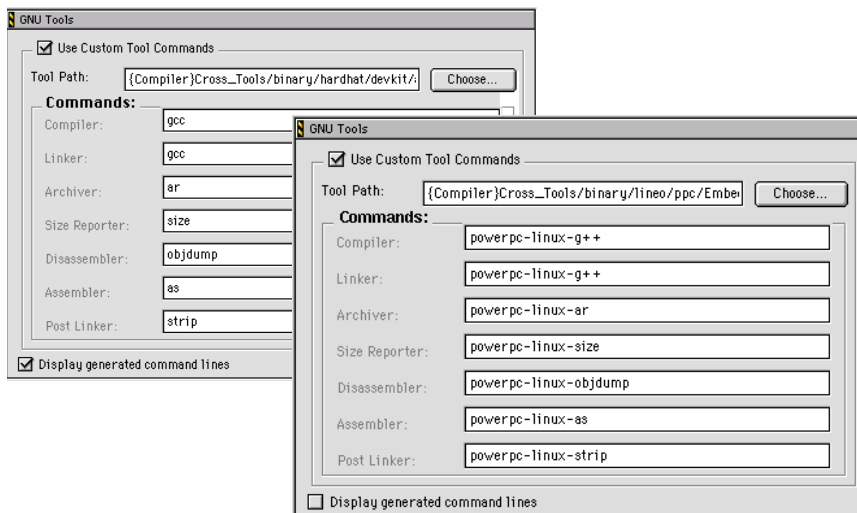 GNU Tools
Use Custom Tool Commands
Tool Path: {Compiler}Cross_Tools/binary/hardhat/devkit/ Choose...
Commands:
Compiler: gcc
Linker: gcc
Archiver: ar
Size Reporter: size
Disassembler: objdump
Assembler: as
Post Linker: strip
Display generated command lines
GNU Tools
Use Custom Tool Commands
Tool Path: {Compiler}Cross_Tools/binary/lineo/ppc/Embe Choose...
Commands:
Compiler: powerpc-linux-g++
Linker: powerpc-linux-g++
Archiver: powerpc-linux-ar
Size Reporter: powerpc-linux-size
Disassembler: powerpc-linux-objdump
Assembler: powerpc-linux-as
Post Linker: powerpc-linux-strip
Display generated command lines